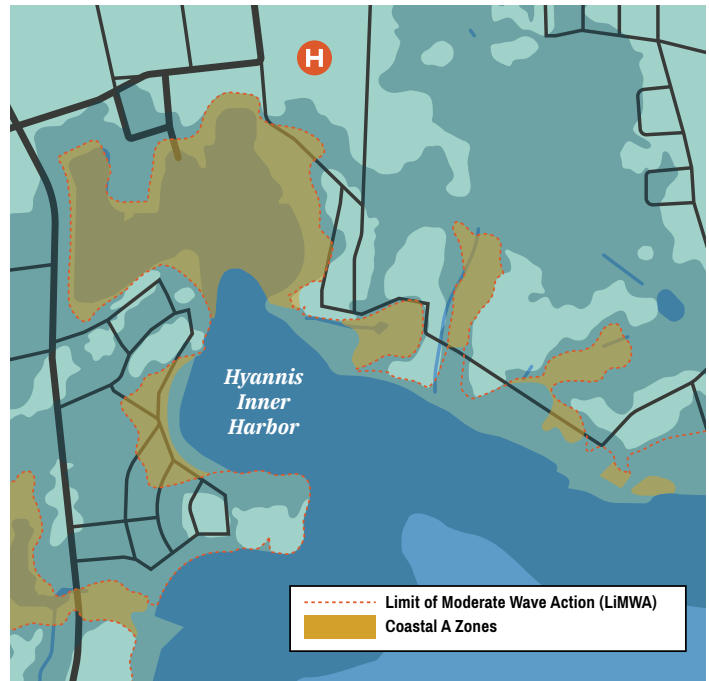 H
Hyannis
Inner
Harbor
Limit of Moderate Wave Action (LiMWA)
Coastal A Zones